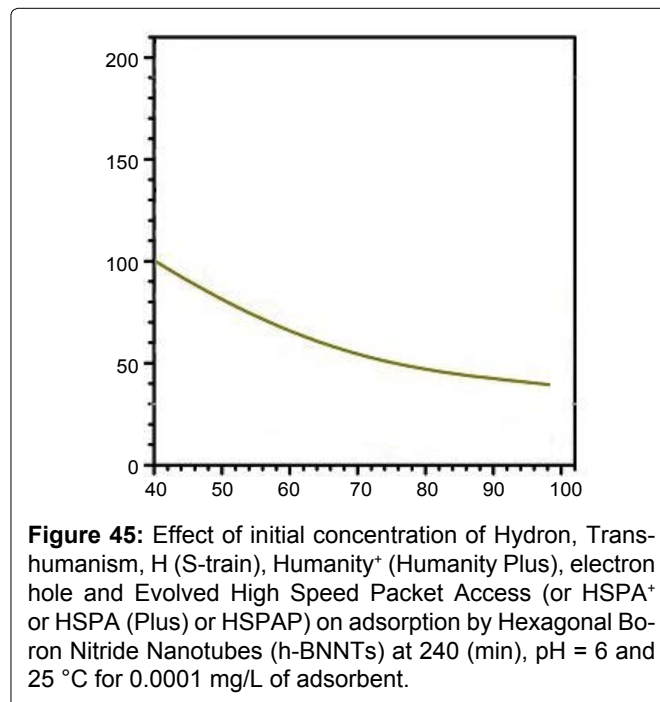 200
150
100
50
0
40 50 60 70 80 90 100
Figure 45: Effect of initial concentration of Hydron, Trans-
humanism, H (S-train), Humanity⁺ (Humanity Plus), electron
hole and Evolved High Speed Packet Access (or HSPA⁺
or HSPA (Plus) or HSPAP) on adsorption by Hexagonal Bo-
ron Nitride Nanotubes (h-BNNTs) at 240 (min), pH = 6 and
25 °C for 0.0001 mg/L of adsorbent.